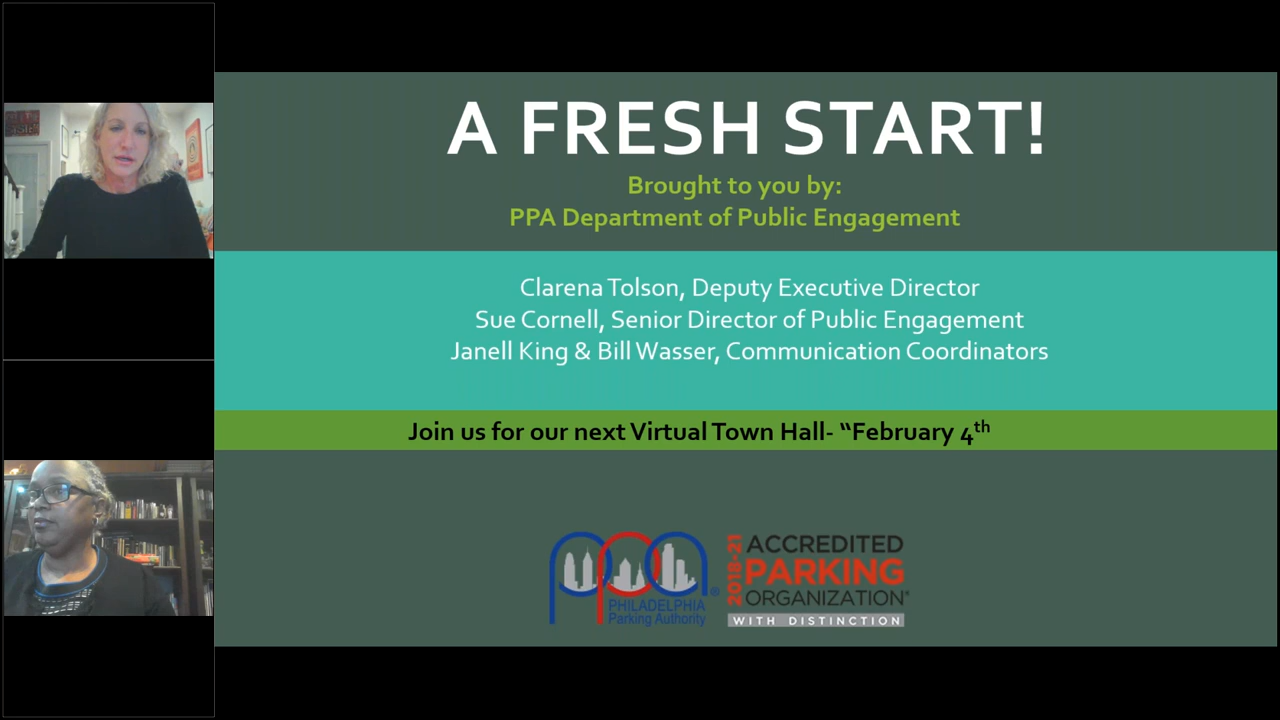 A FRESH START!
Brought to you by:
PPA Department of Public Engagement
Clarena Tolson, Deputy Executive Director
Sue Cornell, Senior Director of Public Engagement
Janell King & Bill Wasser, Communication Coordinators
Join us for our next Virtual Town Hall- “February 4th
ppa®
PHILADELPHIA
Parking Authority
2018-21
ACCREDITED
PARKING
ORGANIZATION®
WITH DISTINCTION